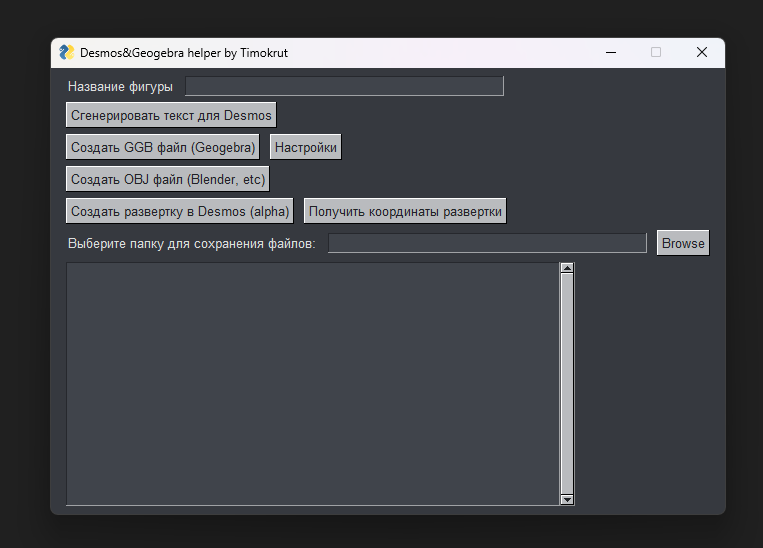 Desmos&Geogebra helper by Timokrut
Название фигуры
Сгенерировать текст для Desmos
Создать GGB файл (Geogebra) Настройки
Создать OBJ файл (Blender, etc)
Создать развертку в Desmos (alpha) Получить координаты развертки
Выберите папку для сохранения файлов: Browse